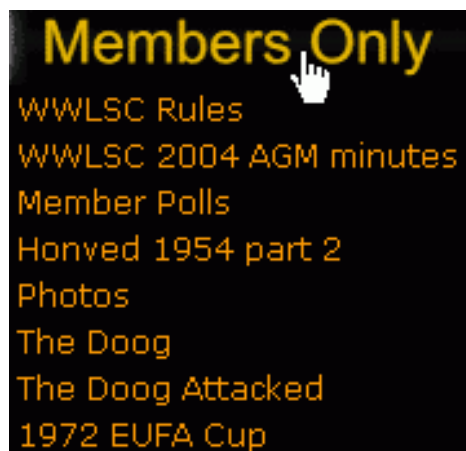 Members Only
WWLSC Rules
WWLSC 2004 AGM minutes
Member Polls
Honved 1954 part 2
Photos
The Doog
The Doog Attacked
1972 EUFA Cup